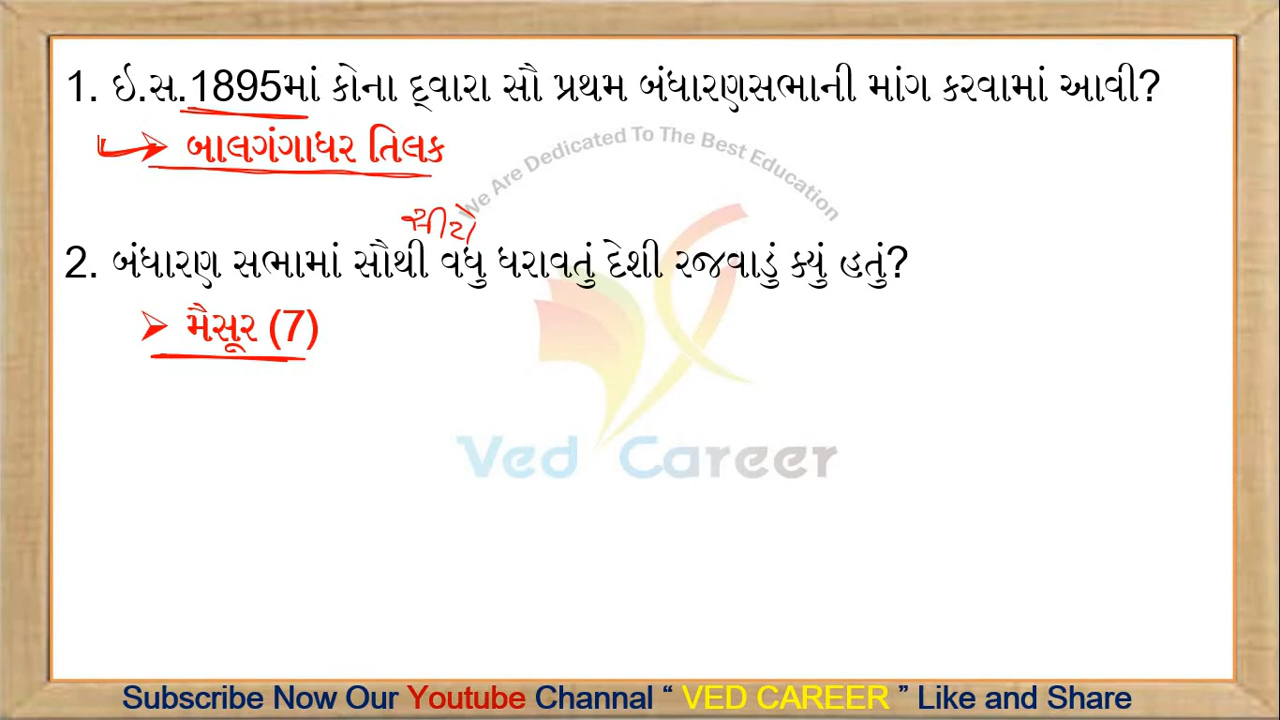 1. ઇ.સ.1895માં કોના દ્વારા સૌ પ્રથમ બંધારણસભાની માંગ કરવામાં આવી?
➢ બાલગંગાધર તિલક
We Are Dedicated To The Best Education
સીટો
2. બંધારણ સભામાં સૌથી વધુ ધરાવતું દેશી રજવાડું ક્યું હતું?
➢ મૈસૂર (7)
Ved Career
Subscribe Now Our Youtube Channal “ VED CAREER ” Like and Share